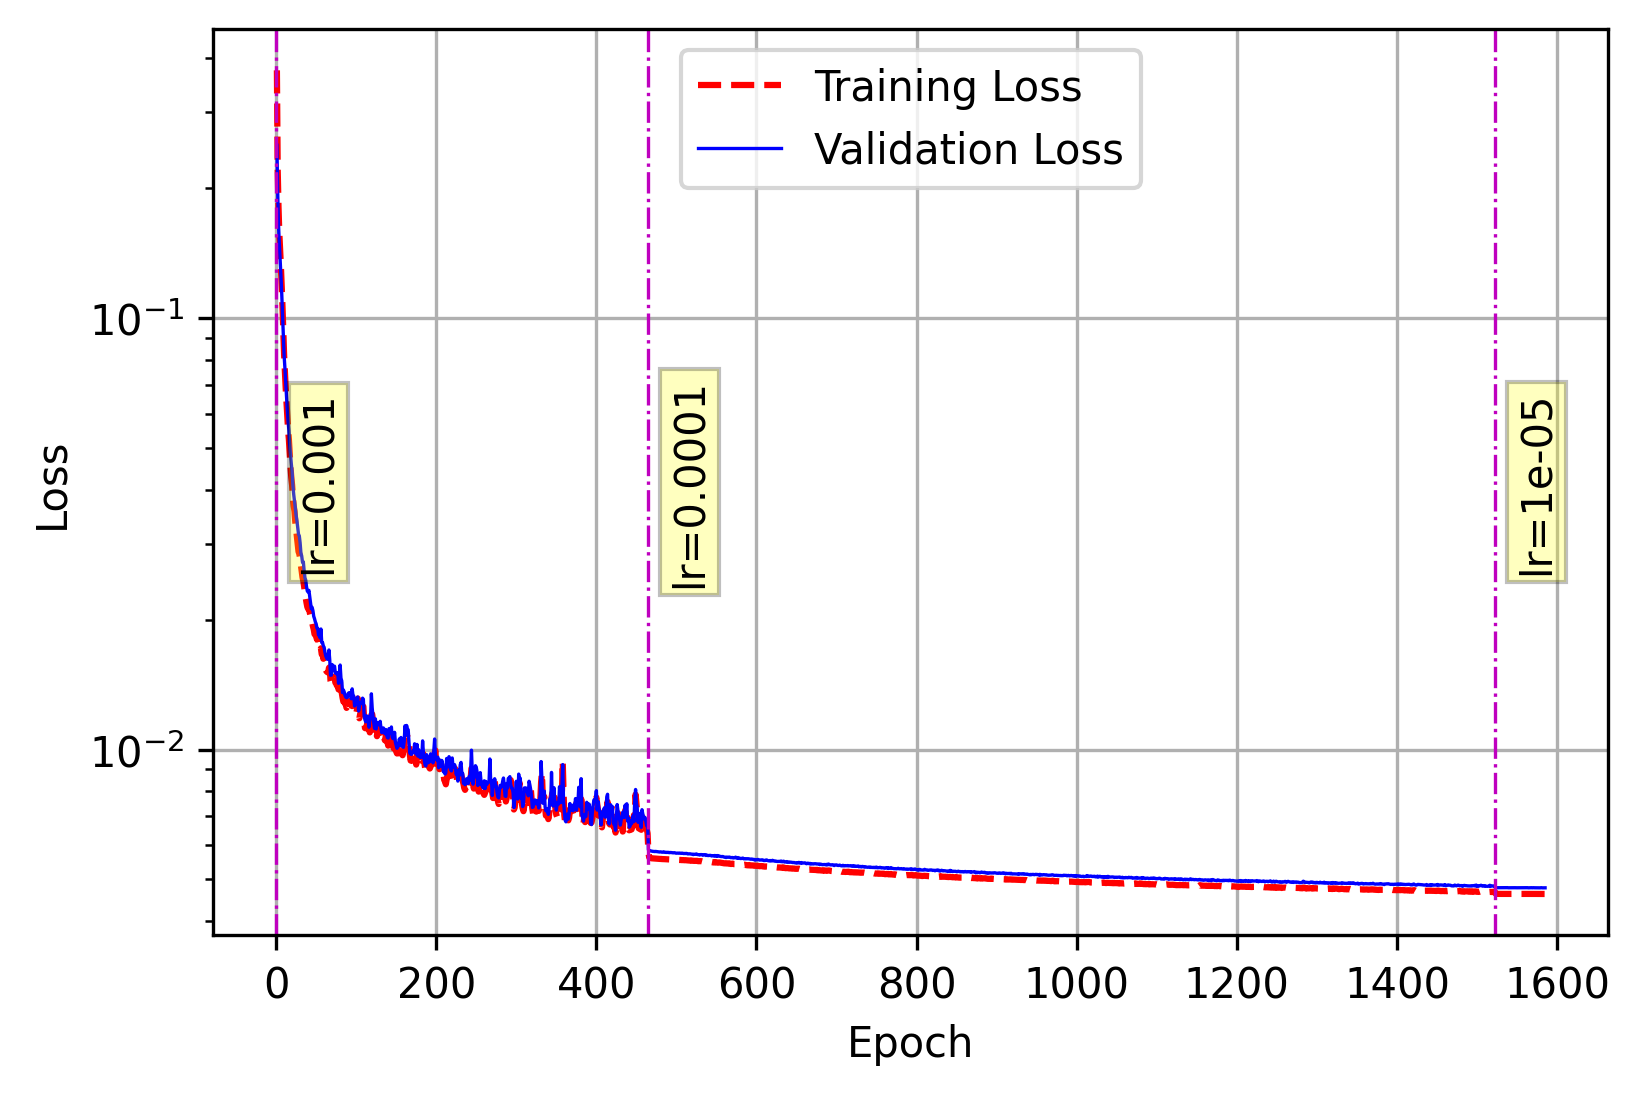 Training Loss
Validation Loss
10⁻¹
10⁻²
Loss
lr=0.001
lr=0.0001
lr=1e-05
0 200 400 600 800 1000 1200 1400 1600
Epoch